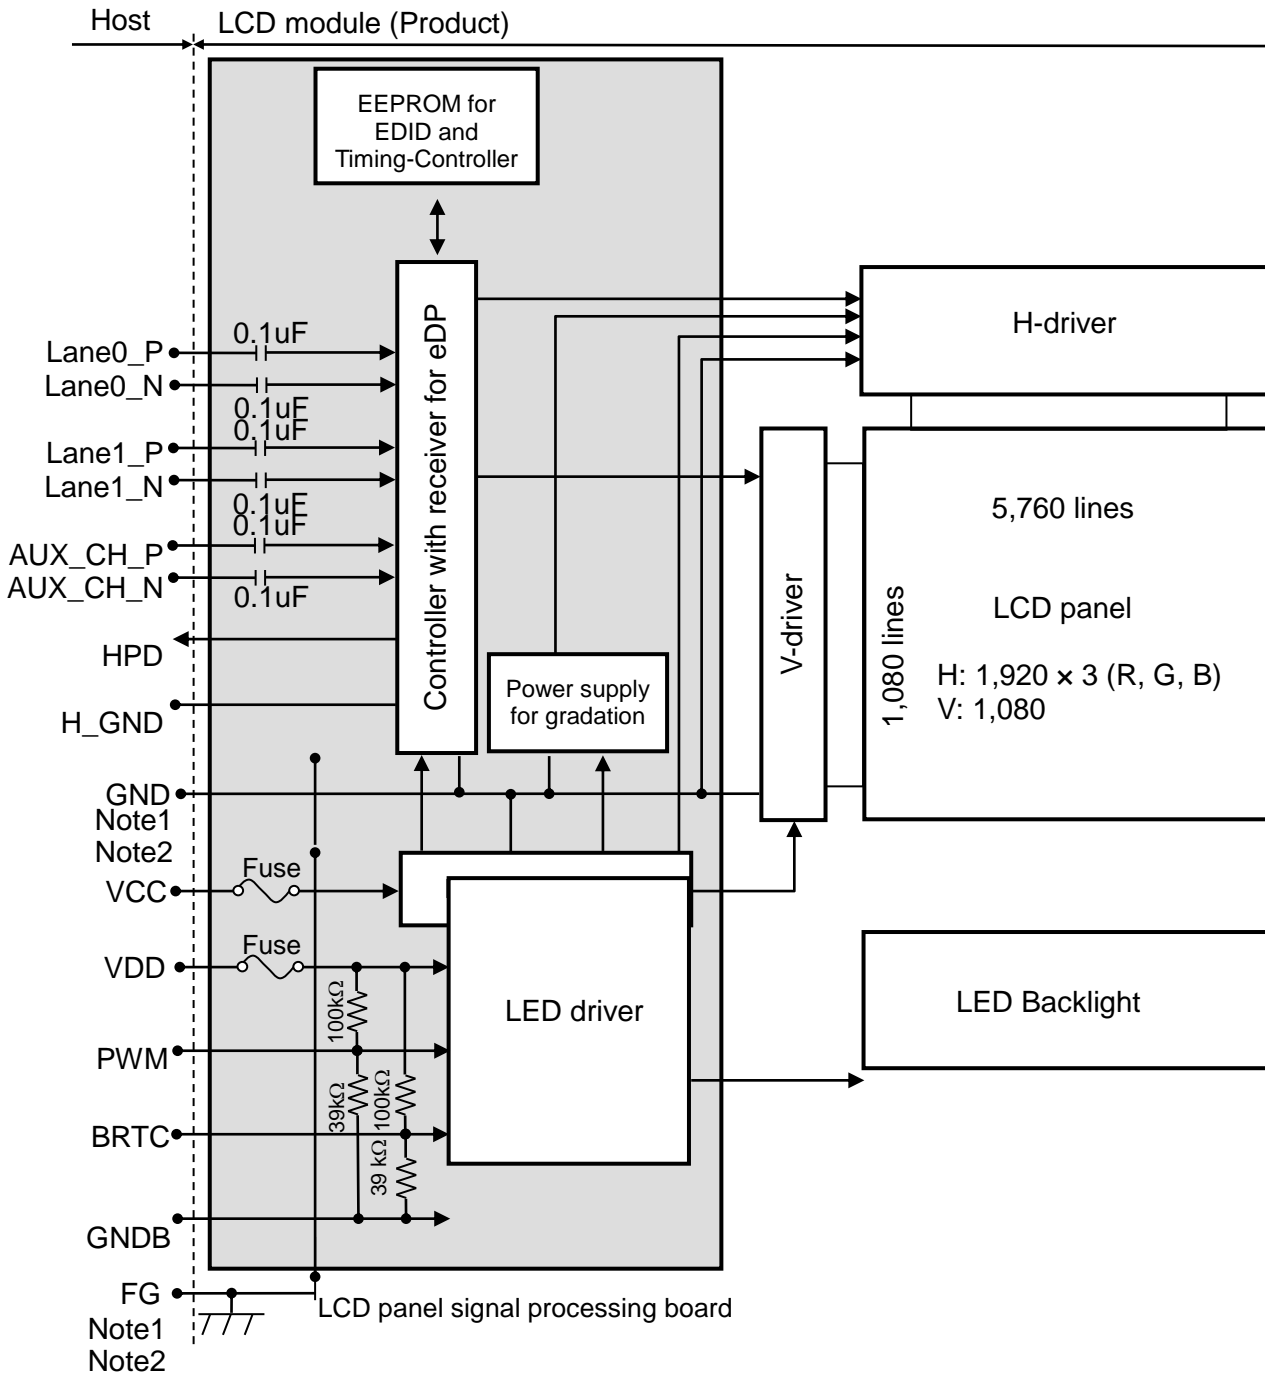 Host
LCD module (Product)
EEPROM for
EDID and
Timing-Controller
Controller with receiver for eDP
H-driver
0.1uF
Lane0_P
Lane0_N
0.1uF
0.1uF
Lane1_P
Lane1_N
0.1uF
0.1uF
AUX_CH_P
AUX_CH_N
0.1uF
HPD
H_GND
Power supply
for gradation
V-driver
5,760 lines
1,080 lines
LCD panel
H: 1,920 × 3 (R, G, B)
V: 1,080
GND
Note1
Note2
VCC
Fuse
VDD
Fuse
100kΩ
PWM
39kΩ
100kΩ
BRTC
39 kΩ
GNDB
LED driver
LED Backlight
FG
Note1
Note2
LCD panel signal processing board